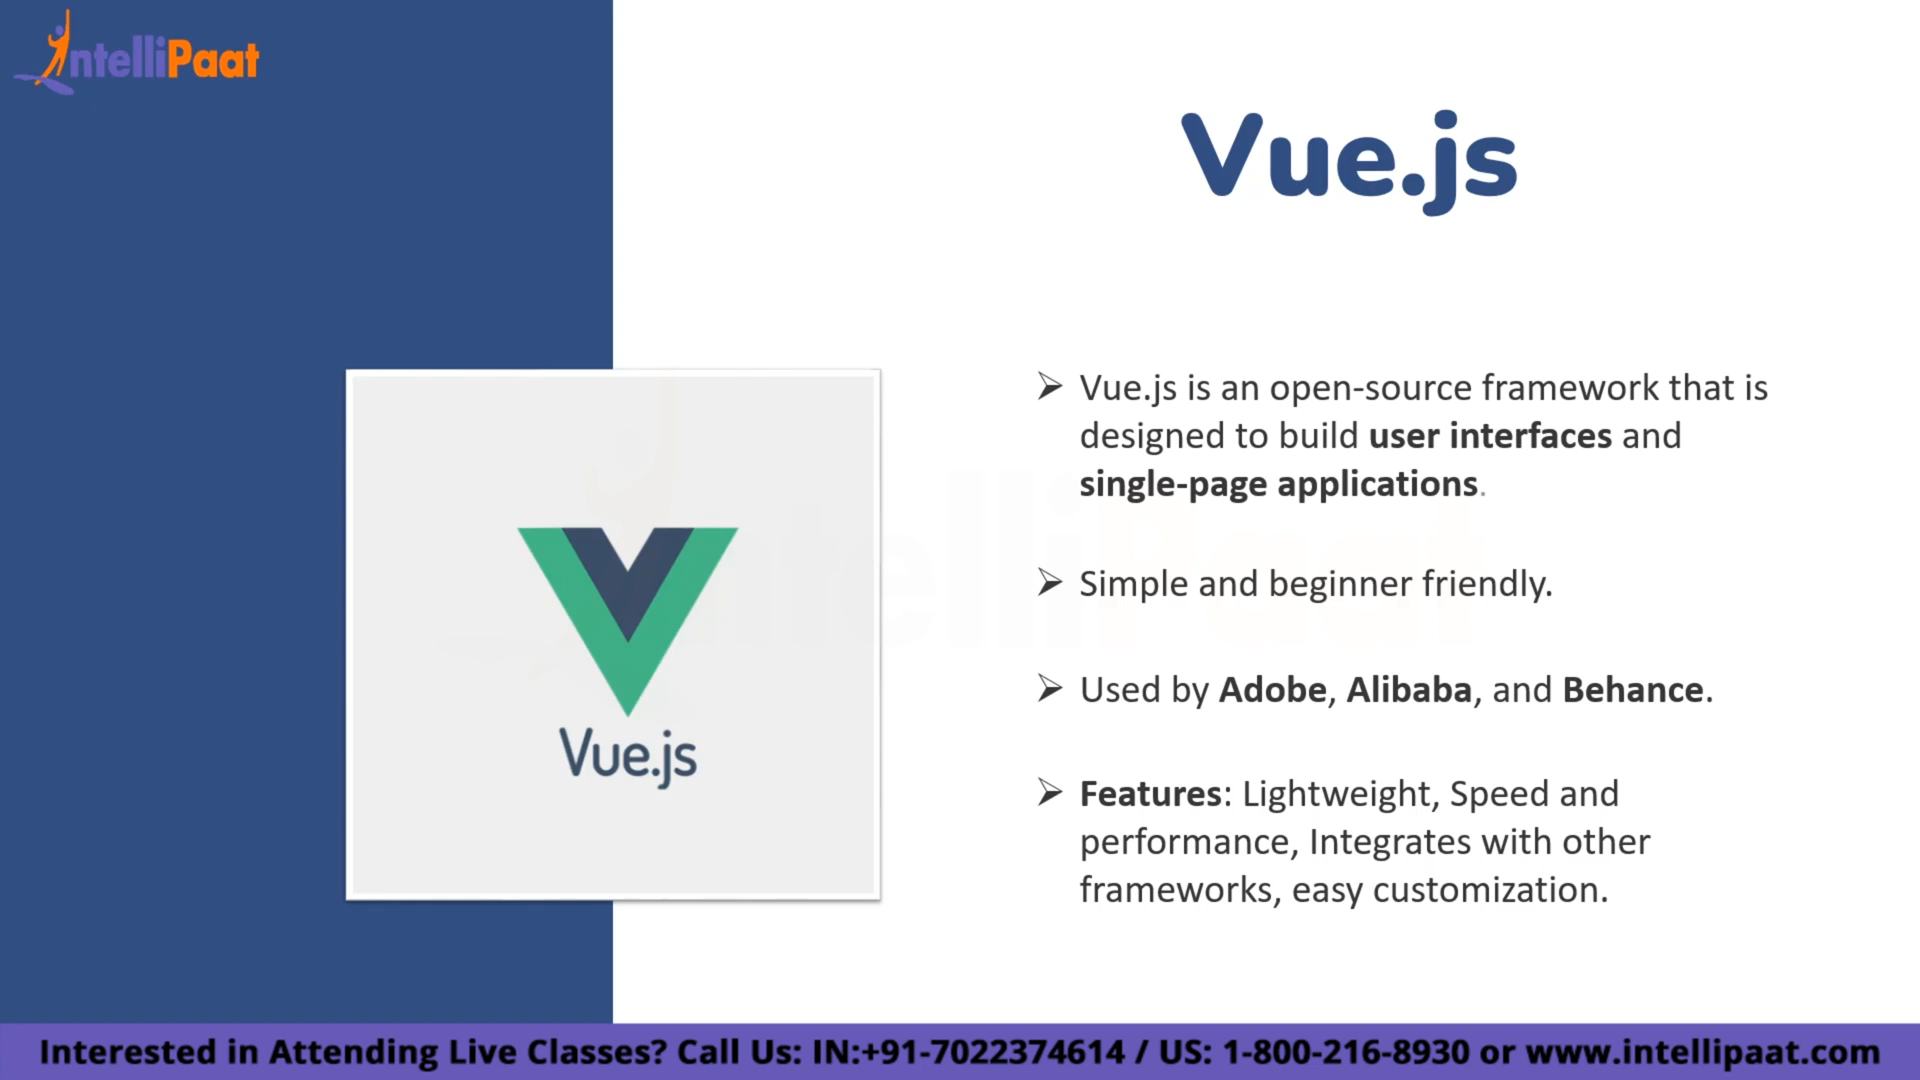 IntelliPaat
Vue.js
➢ Vue.js is an open-source framework that is
designed to build user interfaces and
single-page applications.
➢ Simple and beginner friendly.
➢ Used by Adobe, Alibaba, and Behance.
➢ Features: Lightweight, Speed and
performance, Integrates with other
frameworks, easy customization.
Vue.js
IntelliPaat
Interested in Attending Live Classes? Call Us: IN:+91-7022374614 / US: 1-800-216-8930 or www.intellipaat.com